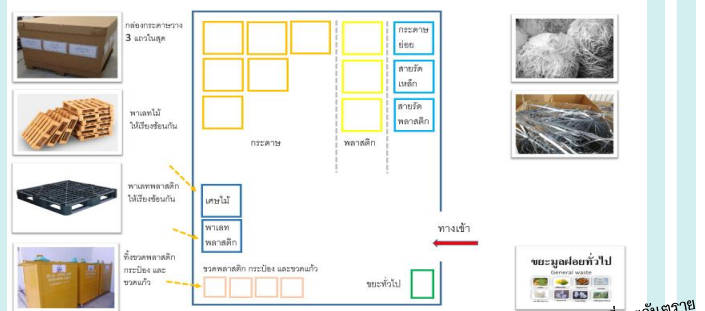 กล่องกระดาษวาง
3 แถวในสุด
พาเลทไม้
ให้เรียงซ้อนกัน
พาเลทพลาสติก
ให้เรียงซ้อนกัน
ทิ้งขวดพลาสติก
กระป๋อง และ
ขวดแก้ว
กระดาษ
พลาสติก
กระดาษ
ย่อย
สายรัด
เหล็ก
สายรัด
พลาสติก
เศษไม้
พาเลท
พลาสติก
ขวดพลาสติก กระป๋อง และขวดแก้ว
ขยะทั่วไป
ทางเข้า
ขยะมูลฝอยทั่วไป
General waste